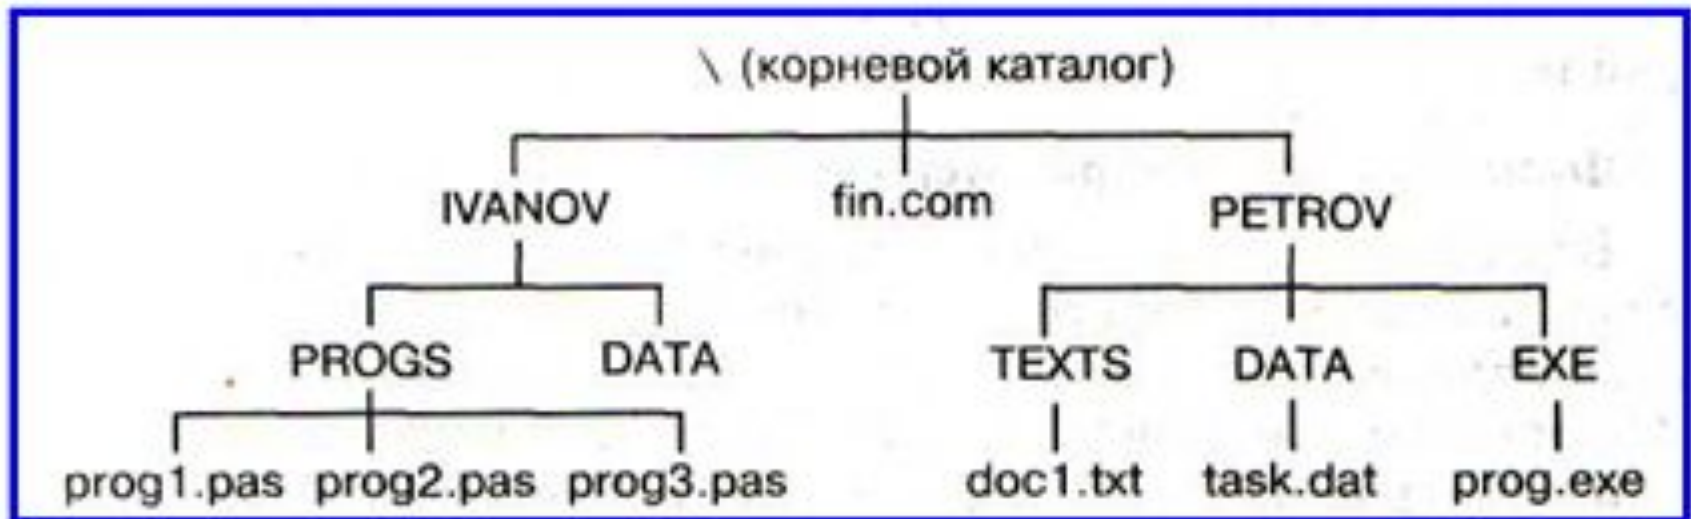 \ (корневой каталог)
IVANOV fin.com PETROV
PROGS DATA TEXTS DATA EXE
prog1.pas prog2.pas prog3.pas doc1.txt task.dat prog.exe